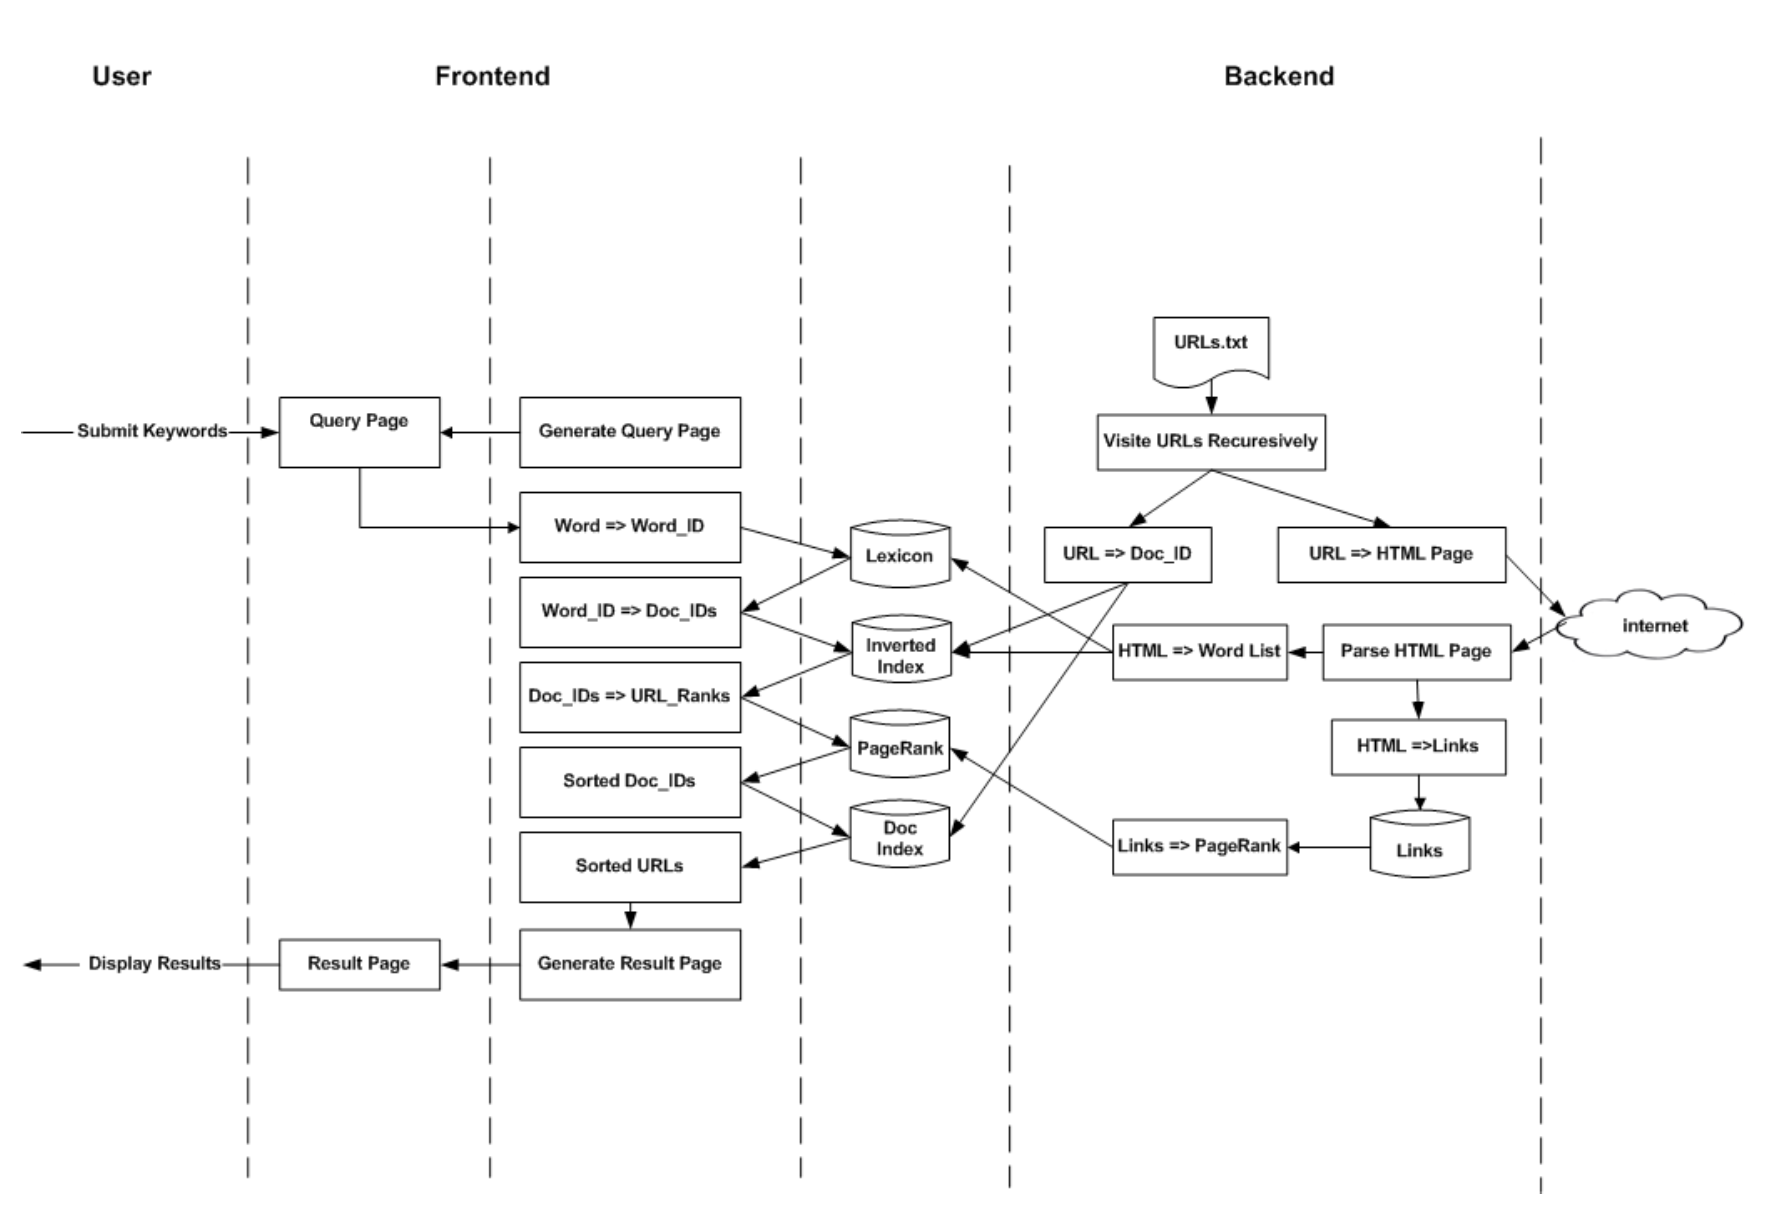 User
Frontend
Backend
URLs.txt
Submit Keywords
Query Page
Generate Query Page
Visite URLs Recuresively
Word => Word_ID
Lexicon
URL => Doc_ID
URL => HTML Page
Word_ID => Doc_IDs
Inverted
Index
HTML => Word List
Parse HTML Page
internet
Doc_IDs => URL_Ranks
PageRank
HTML =>Links
Sorted Doc_IDs
Doc
Index
Links => PageRank
Links
Sorted URLs
Display Results
Result Page
Generate Result Page